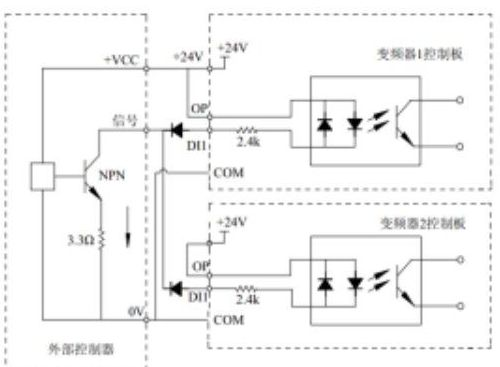 +24V
+VCC
+24V
变频器1控制板
OP
信号
DI1
2.4k
NPN
COM
变频器2控制板
+24V
3.3Ω
OP
DI1
2.4k
0V
COM
外部控制器